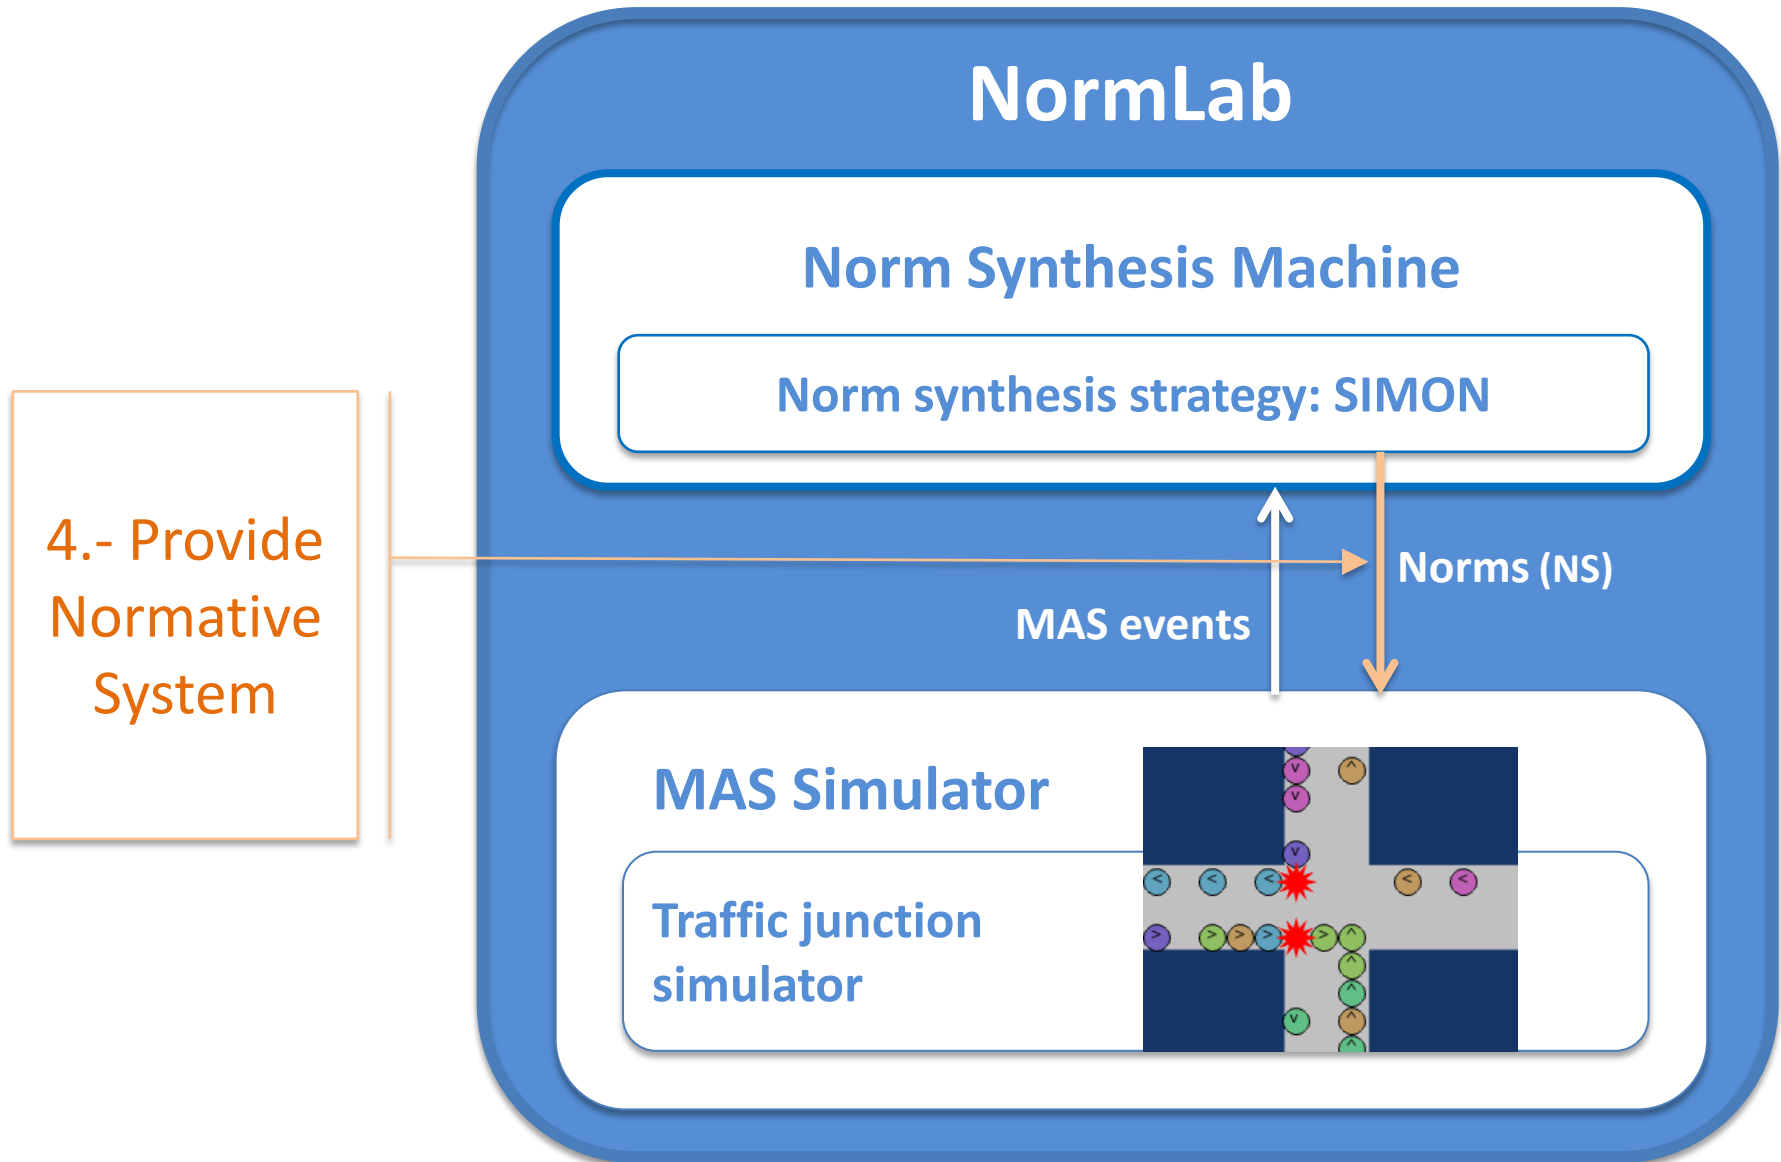 NormLab
Norm Synthesis Machine
Norm synthesis strategy: SIMON
4.- Provide
Normative
System
Norms (NS)
MAS events
MAS Simulator
Traffic junction
simulator